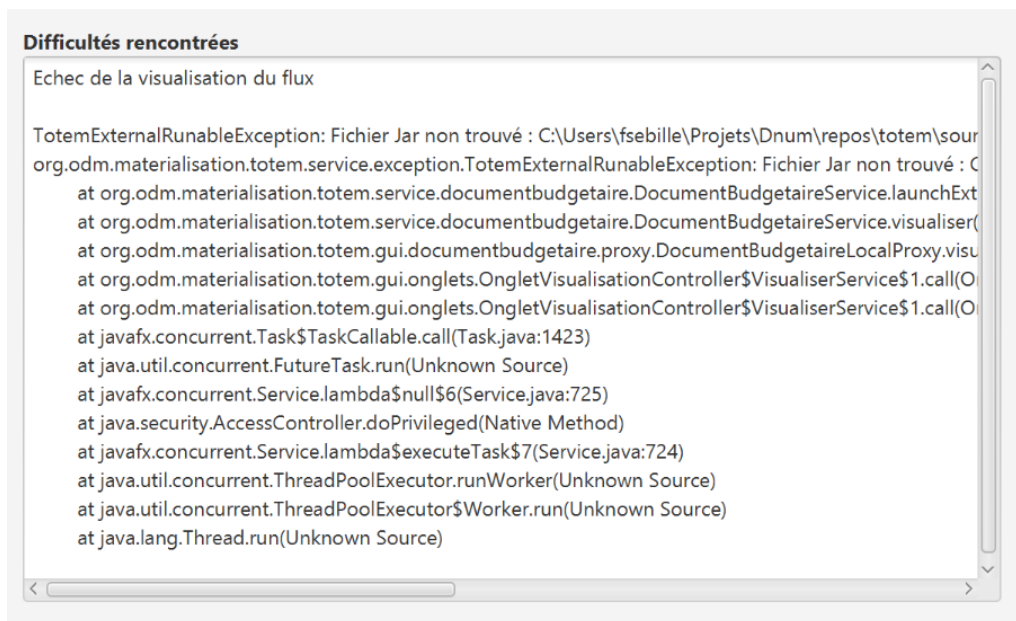 Difficultés rencontrées
Echec de la visualisation du flux
TotemExternalRunableException: Fichier Jar non trouvé : C:\Users\fsebille\Projets\Dnum\repos\totem\sour
org.odm.materialisation.totem.service.exception.TotemExternalRunableException: Fichier Jar non trouvé : C
at org.odm.materialisation.totem.service.documentbudgetaire.DocumentBudgetaireService.launchExt
at org.odm.materialisation.totem.service.documentbudgetaire.DocumentBudgetaireService.visualiser(
at org.odm.materialisation.totem.gui.documentbudgetaire.proxy.DocumentBudgetaireLocalProxy.visu
at org.odm.materialisation.totem.gui.onglets.OngletVisualisationController$VisualiserService$1.call(O
at org.odm.materialisation.totem.gui.onglets.OngletVisualisationController$VisualiserService$1.call(O
at javafx.concurrent.Task$TaskCallable.call(Task.java:1423)
at java.util.concurrent.FutureTask.run(Unknown Source)
at javafx.concurrent.Service.lambda$null$6(Service.java:725)
at java.security.AccessController.doPrivileged(Native Method)
at javafx.concurrent.Service.lambda$executeTask$7(Service.java:724)
at java.util.concurrent.ThreadPoolExecutor.runWorker(Unknown Source)
at java.util.concurrent.ThreadPoolExecutor$Worker.run(Unknown Source)
at java.lang.Thread.run(Unknown Source)